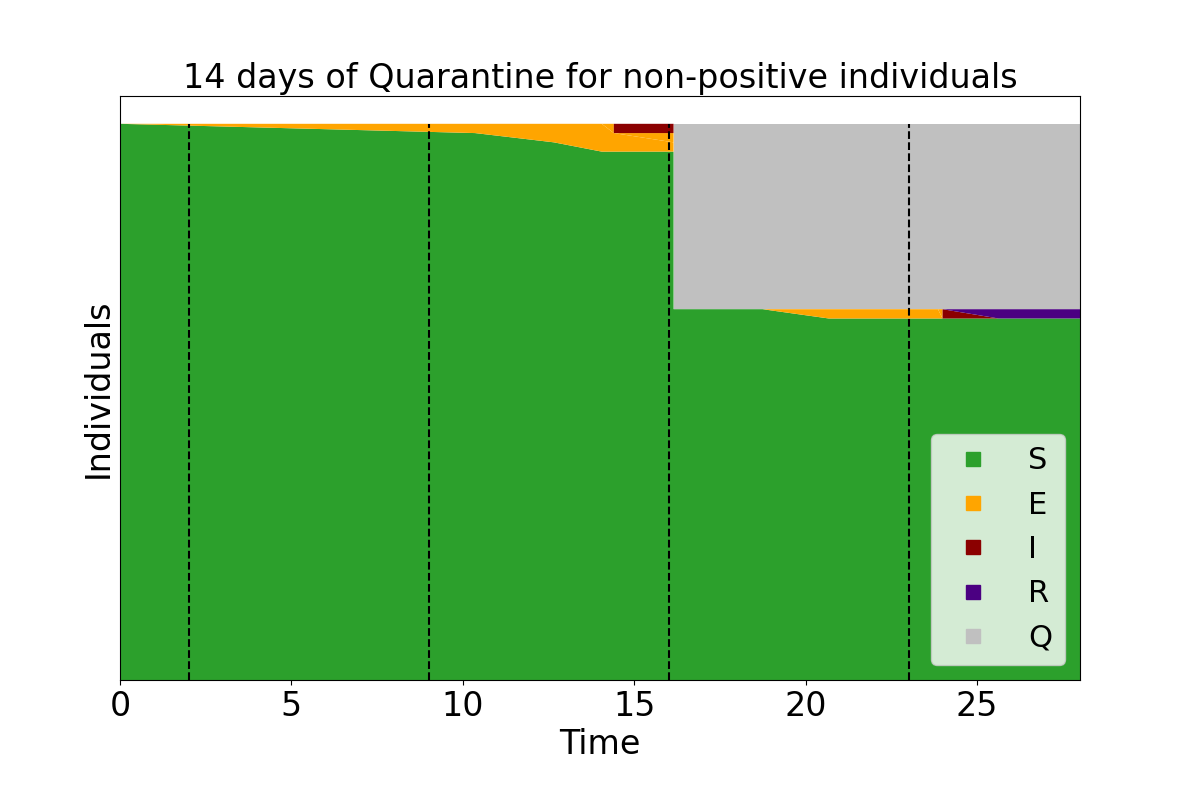 14 days of Quarantine for non-positive individuals
Individuals
S
E
I
R
Q
0 5 10 15 20 25
Time